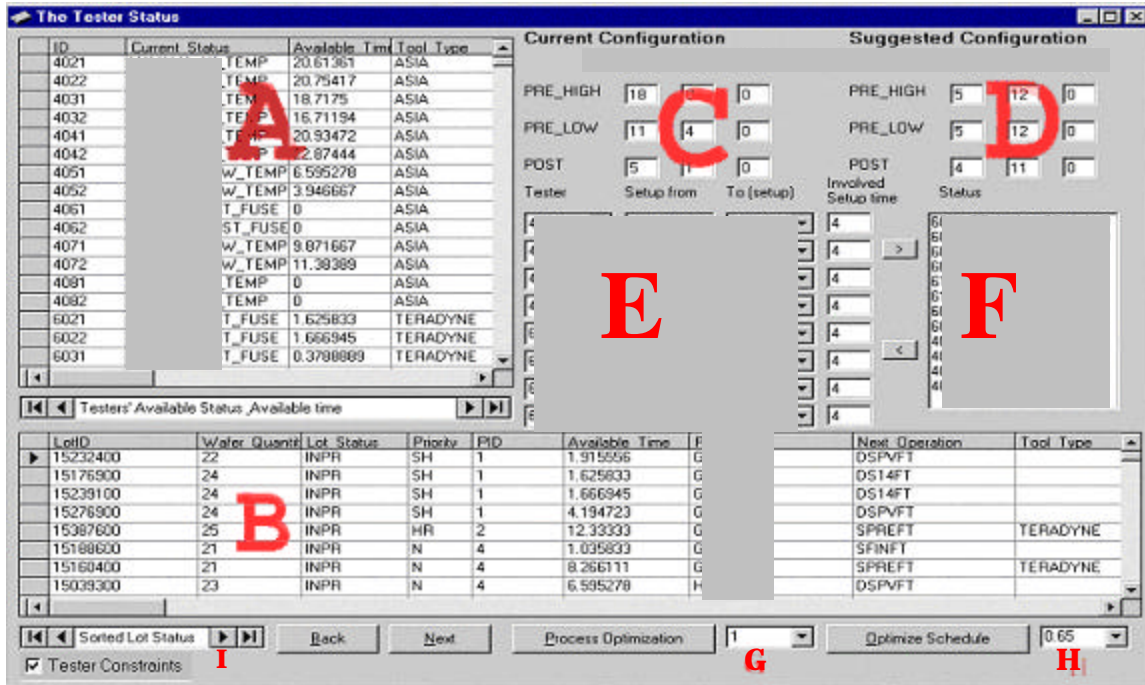 The Tester Status
ID Current Status Available Time Tool Type
4021 _TEMP 20.61361 ASIA
4022 _TEMP 20.75417 ASIA
4031 _TEM 18.7175 ASIA
4032 16.71194 ASIA
4041 20.93472 ASIA
4042 ASIA
4051 W_TEMP 6.595278 ASIA
4052 W_TEMP 3.946667 ASIA
4061 T_FUSE 0 ASIA
4062 ST_FUSE 0 ASIA
4071 W_TEMP 9.871667 ASIA
4072 W_TEMP 11.38389 ASIA
4081 TEMP 0 ASIA
4082 TEMP 0 ASIA
6021 T_FUSE 1.625833 TERADYNE
6022 T_FUSE 1.666945 TERADYNE
6031 T_FUSE 0.3788889 TERADYNE
A
Testers' Available Status ,Available time
Current Configuration
PRE_HIGH 18 0
PRE_LOW 11 4 0
POST 5 1 0
C
Suggested Configuration
PRE_HIGH 5 12 0
PRE_LOW 5 12 0
POST 4 11 0
D
Tester Setup from To (setup) Involved Setup time Status
4
4
4
4
4
4
4
4
>
<
E
F
LotID Wafer Quantit Lot Status Priority PID Available Time Next Operation Tool Type
15232400 22 INPR SH 1 1.915556 G DSPVFT
15176900 24 INPR SH 1 1.625833 G DS14FT
15239100 24 INPR SH 1 1.666945 G DS14FT
15276900 24 INPR SH 1 4.194723 G DSPVFT
15387600 25 INPR HR 2 12.33333 G SPREFT TERADYNE
15188600 21 INPR N 4 1.035833 G SFINFT
15160400 21 INPR N 4 8.266111 G SPREFT TERADYNE
15039300 23 INPR N 4 6.595278 H DSPVFT
B
Sorted Lot Status Back Next Process Optimization 1 Optimize Schedule 0.65
I G H
Tester Constraints